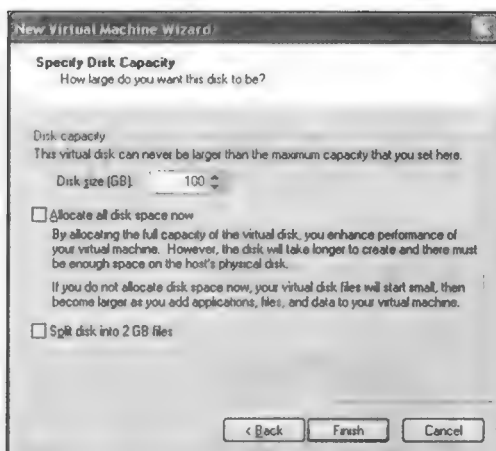 New Virtual Machine Wizard
Specify Disk Capacity
How large do you want this disk to be?
Disk capacity
This virtual disk can never be larger than the maximum capacity that you set here.
Disk size (GB): 100
Allocate all disk space now
By allocating the full capacity of the virtual disk, you enhance performance of
your virtual machine. However, the disk will take longer to create and there must
be enough space on the host's physical disk.
If you do not allocate disk space now, your virtual disk files will start small, then
become larger as you add applications, files, and data to your virtual machine.
Split disk into 2 GB files
< Back
Finish
Cancel